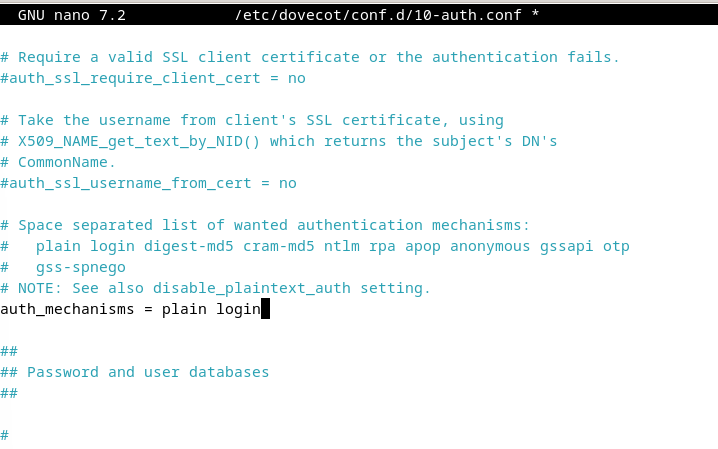 GNU nano 7.2 /etc/dovecot/conf.d/10-auth.conf *
# Require a valid SSL client certificate or the authentication fails.
#auth_ssl_require_client_cert = no
# Take the username from client's SSL certificate, using
# X509_NAME_get_text_by_NID() which returns the subject's DN's
# CommonName.
#auth_ssl_username_from_cert = no
# Space separated list of wanted authentication mechanisms:
#   plain login digest-md5 cram-md5 ntlm rpa apop anonymous gssapi otp
#   gss-spnego
# NOTE: See also disable_plaintext_auth setting.
auth_mechanisms = plain login
##
## Password and user databases
##
#